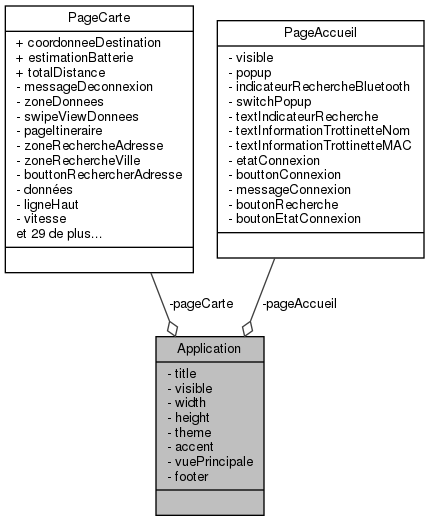 PageCarte
+ coordonneeDestination
+ estimationBatterie
+ totalDistance
- messageDeconnexion
- zoneDonnees
- swipeViewDonnees
- pageItineraire
- zoneRechercheAdresse
- zoneRechercheVille
- bouttonRechercherAdresse
- données
- ligneHaut
- vitesse
et 29 de plus...
PageAccueil
- visible
- popup
- indicateurRechercheBluetooth
- switchPopup
- textIndicateurRecherche
- textInformationTrottinetteNom
- textInformationTrottinetteMAC
- etatConnexion
- bouttonConnexion
- messageConnexion
- boutonRecherche
- boutonEtatConnexion
-pageCarte
-pageAccueil
Application
- title
- visible
- width
- height
- theme
- accent
- vuePrincipale
- footer